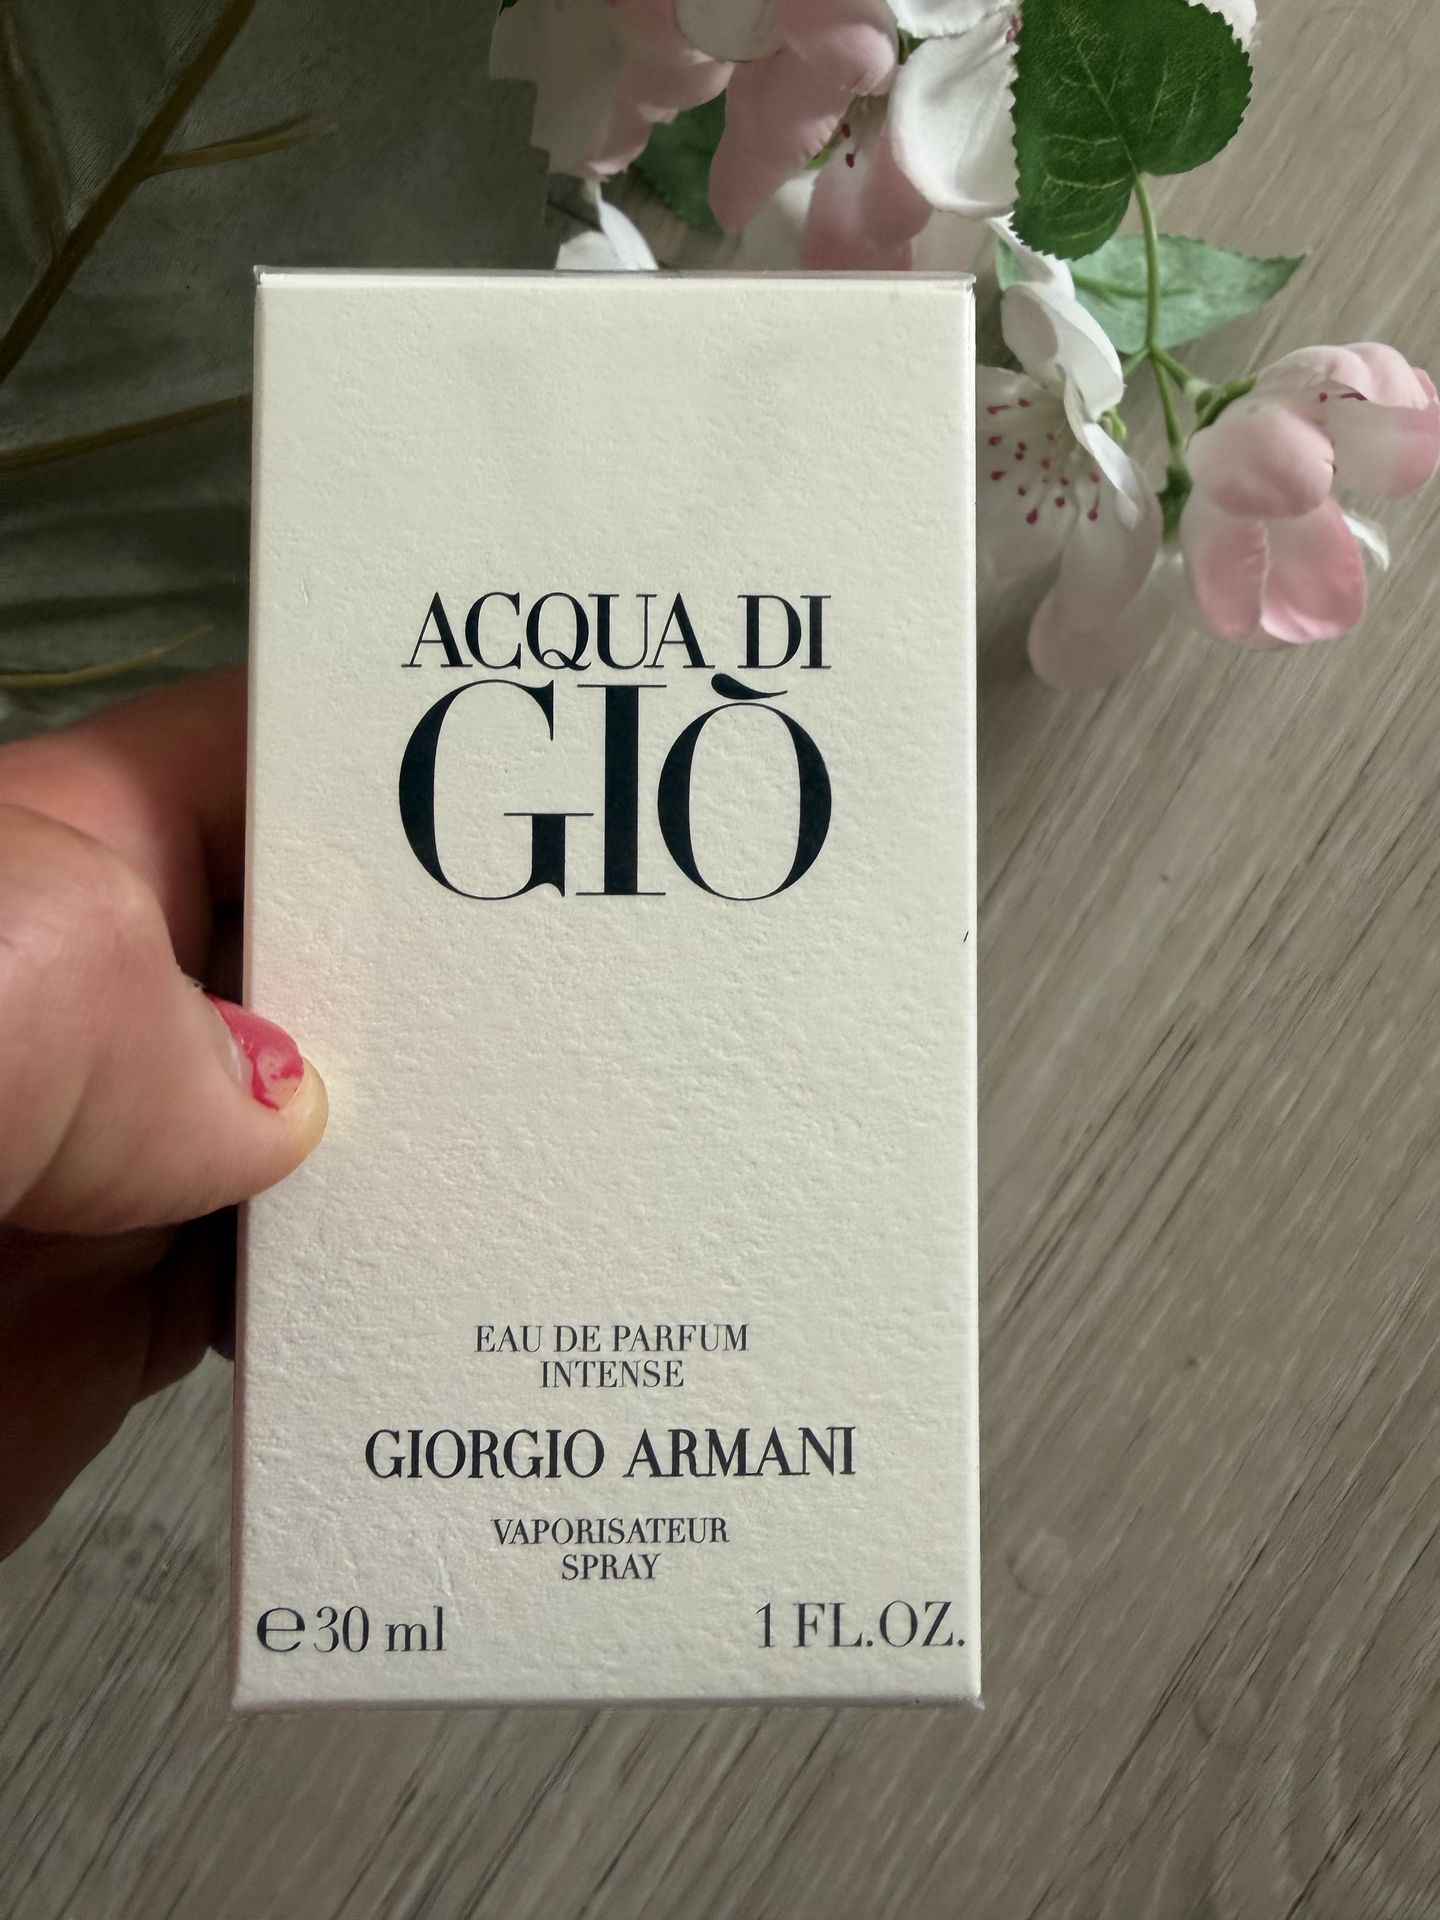 ACQUA DI
GIÒ
EAU DE PARFUM
INTENSE
GIORGIO ARMANI
VAPORISATEUR
SPRAY
℮30 ml 1 FL.OZ.